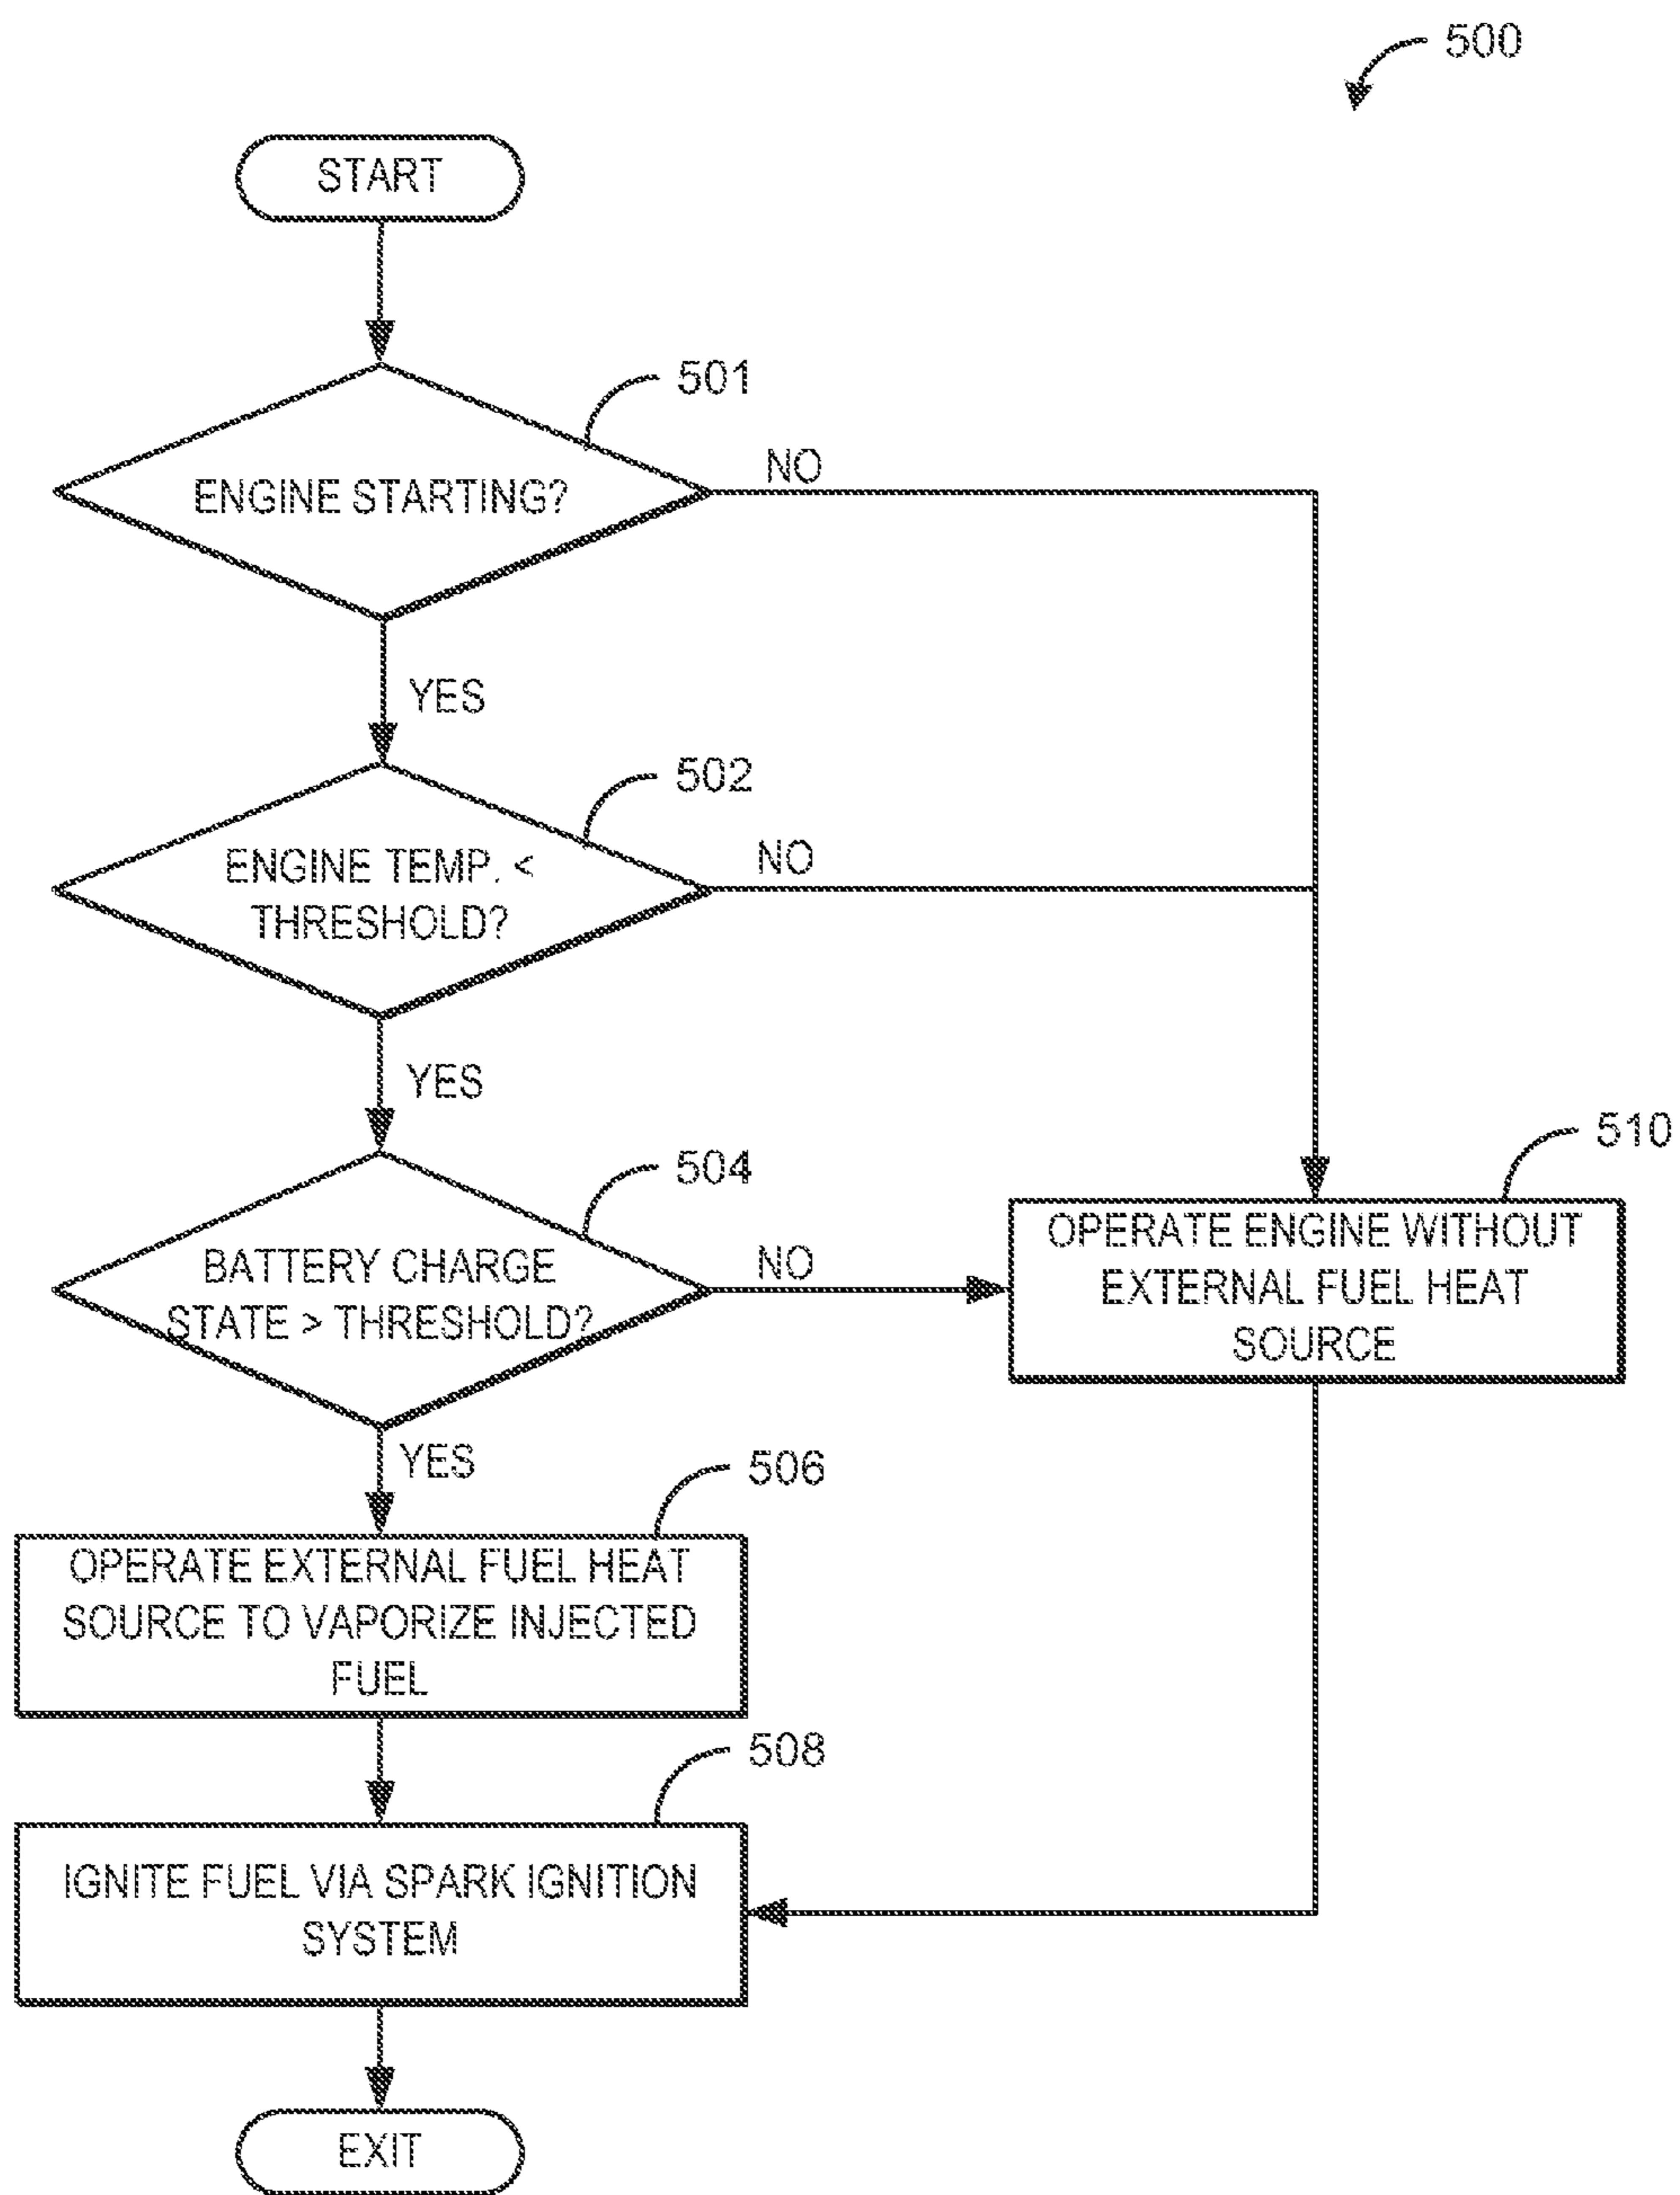 500
START
501
ENGINE STARTING?
NO
YES
502
ENGINE TEMP. <
THRESHOLD?
NO
YES
504
BATTERY CHARGE
STATE > THRESHOLD?
NO
510
OPERATE ENGINE WITHOUT
EXTERNAL FUEL HEAT
SOURCE
YES
506
OPERATE EXTERNAL FUEL HEAT
SOURCE TO VAPORIZE INJECTED
FUEL
508
IGNITE FUEL VIA SPARK IGNITION
SYSTEM
EXIT